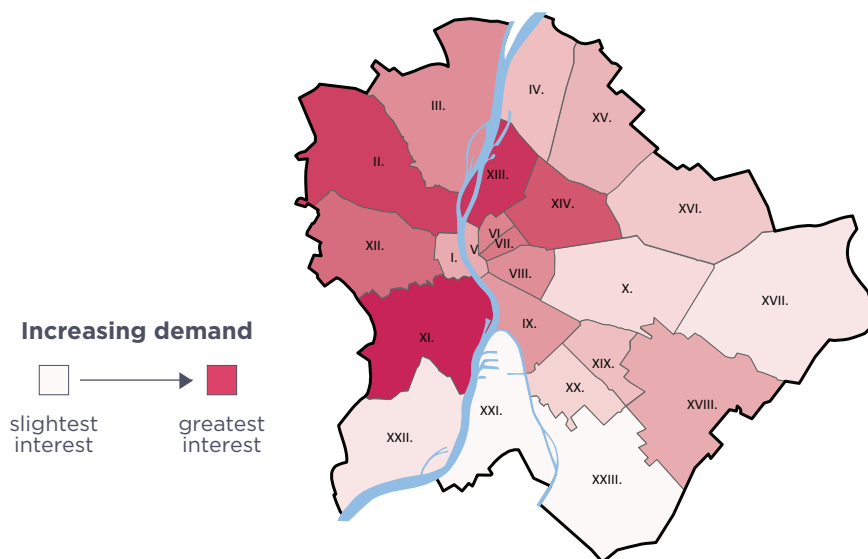 IV.
III.
XV.
II.
XIII.
XIV.
XVI.
VI.
XII.
I.
V.
VII.
VIII.
X.
XVII.
IX.
Increasing demand
XI.
XIX.
XX.
slightest
interest
greatest
interest
XXI.
XVIII.
XXII.
XXIII.